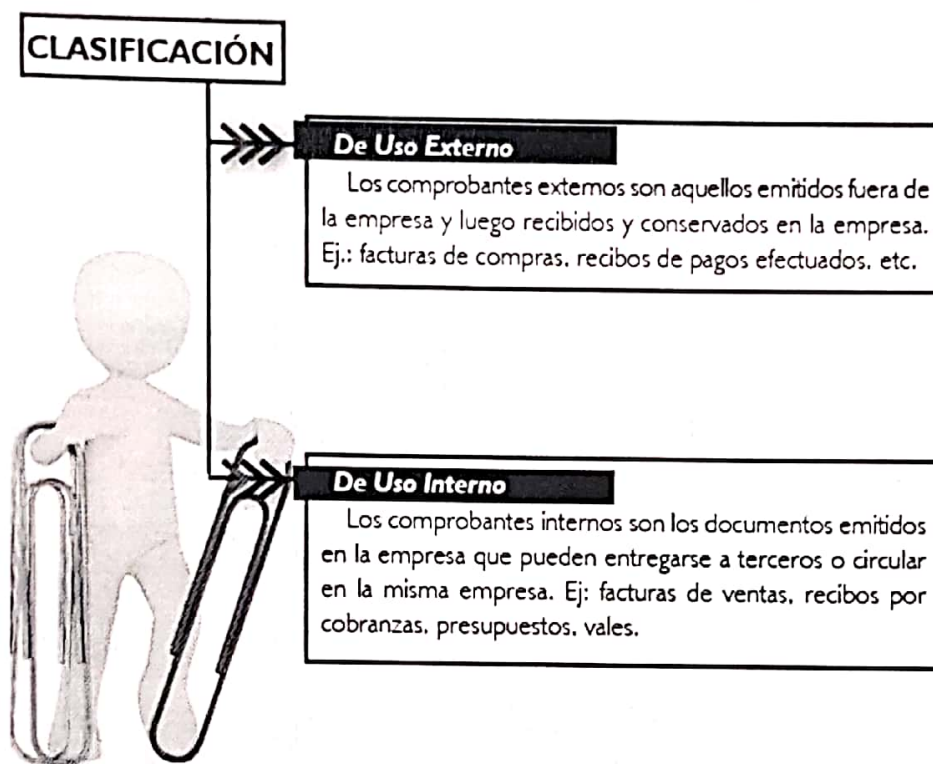 CLASIFICACIÓN
De Uso Externo
Los comprobantes externos son aquellos emitidos fuera de
la empresa y luego recibidos y conservados en la empresa.
Ej.: facturas de compras, recibos de pagos efectuados, etc.
De Uso Interno
Los comprobantes internos son los documentos emitidos
en la empresa que pueden entregarse a terceros o circular
en la misma empresa. Ej: facturas de ventas, recibos por
cobranzas, presupuestos, vales.